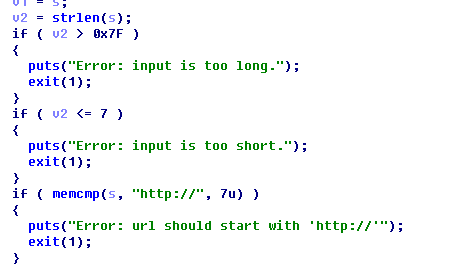 v1 = s;
v2 = strlen(s);
if ( v2 > 0x7F )
{
puts("Error: input is too long.");
exit(1);
}
if ( v2 <= 7 )
{
puts("Error: input is too short.");
exit(1);
}
if ( memcmp(s, "http://", 7u) )
{
puts("Error: url should start with 'http://'");
exit(1);
}